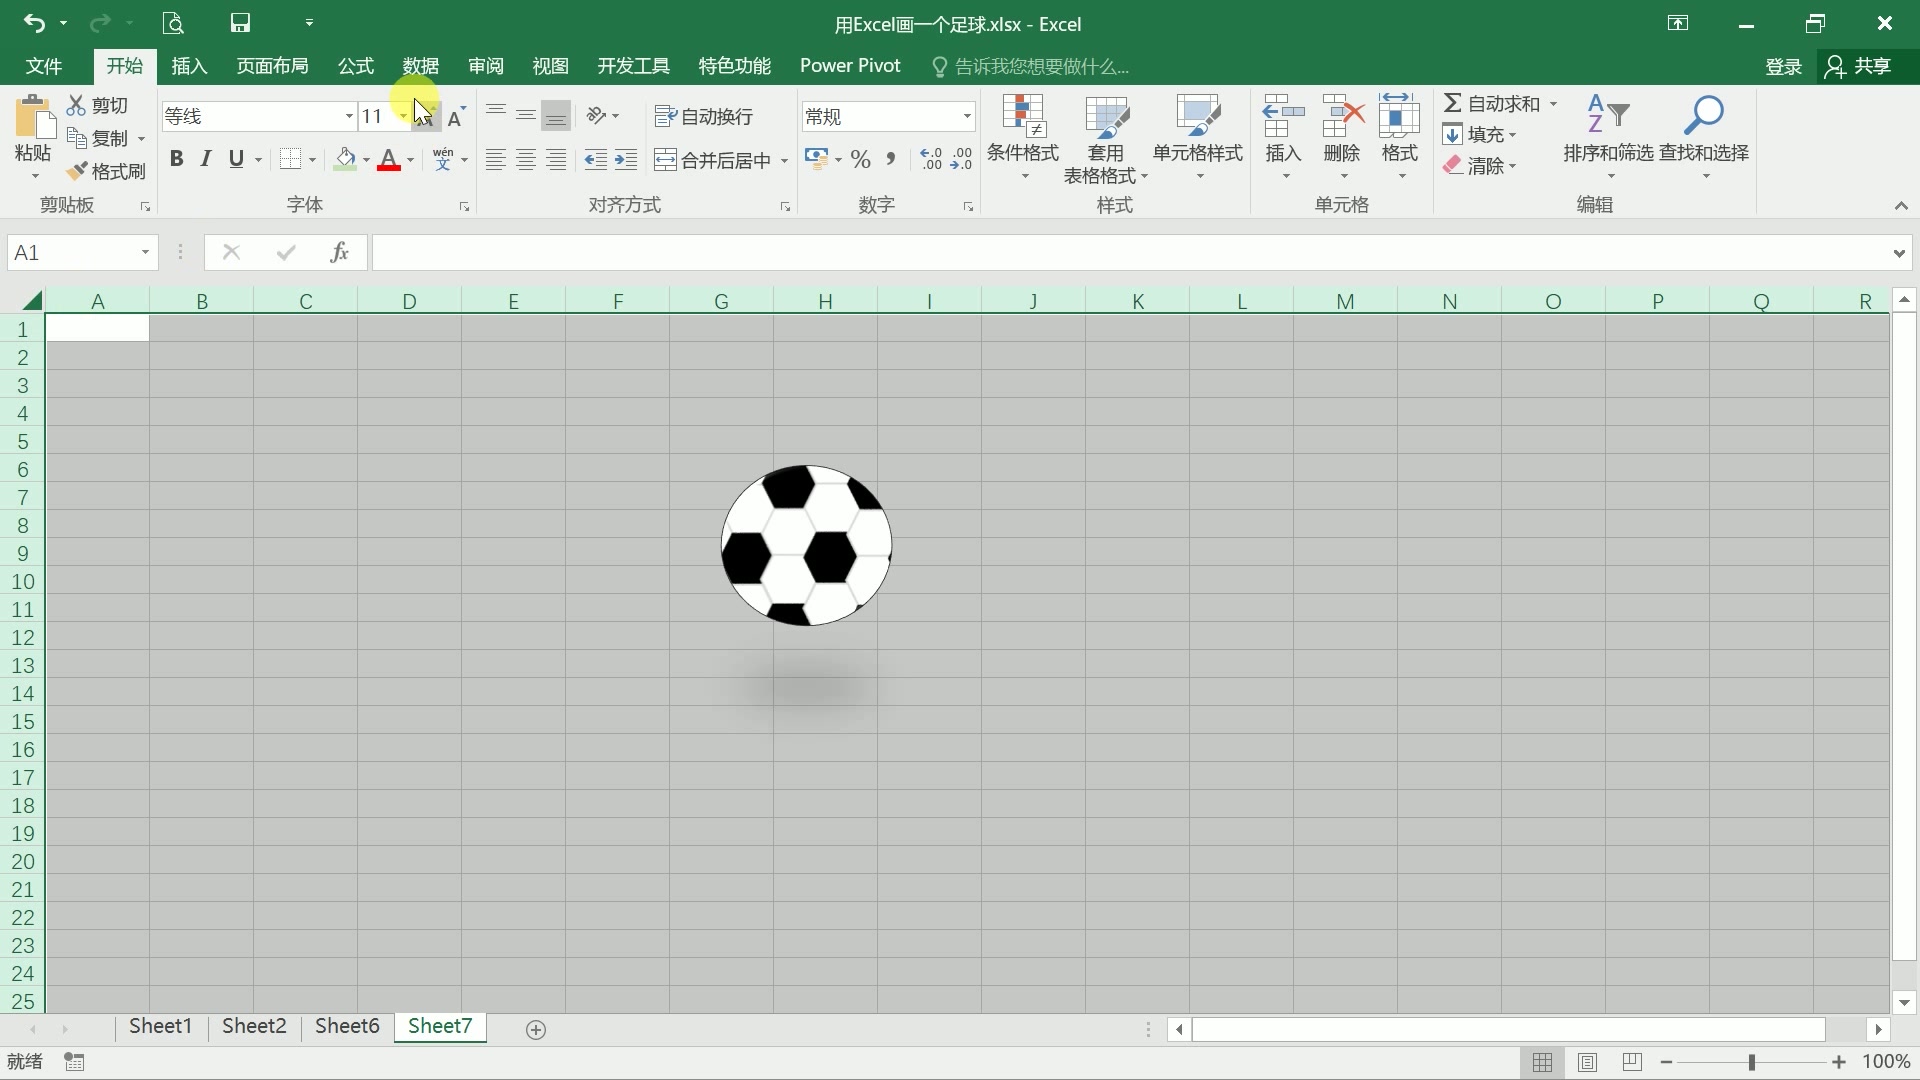 用Excel画一个足球.xlsx - Excel
文件 开始 插入 页面布局 公式 数据 审阅 视图 开发工具 特色功能 Power Pivot 告诉我您想要做什么... 登录 共享
粘贴 剪切 复制 格式刷
等线 11 A A
B I U A wén 文
自动换行
合并后居中
常规
% , .0 .00 .00 .0
条件格式 套用 表格格式 单元格样式
插入 删除 格式
自动求和
填充
清除
A Z 排序和筛选 查找和选择
剪贴板 字体 对齐方式 数字 样式 单元格 编辑
A1 fx
A B C D E F G H I J K L M N O P Q R
1
2
3
4
5
6
7
8
9
10
11
12
13
14
15
16
17
18
19
20
21
22
23
24
25
Sheet1 Sheet2 Sheet6 Sheet7
就绪 100%